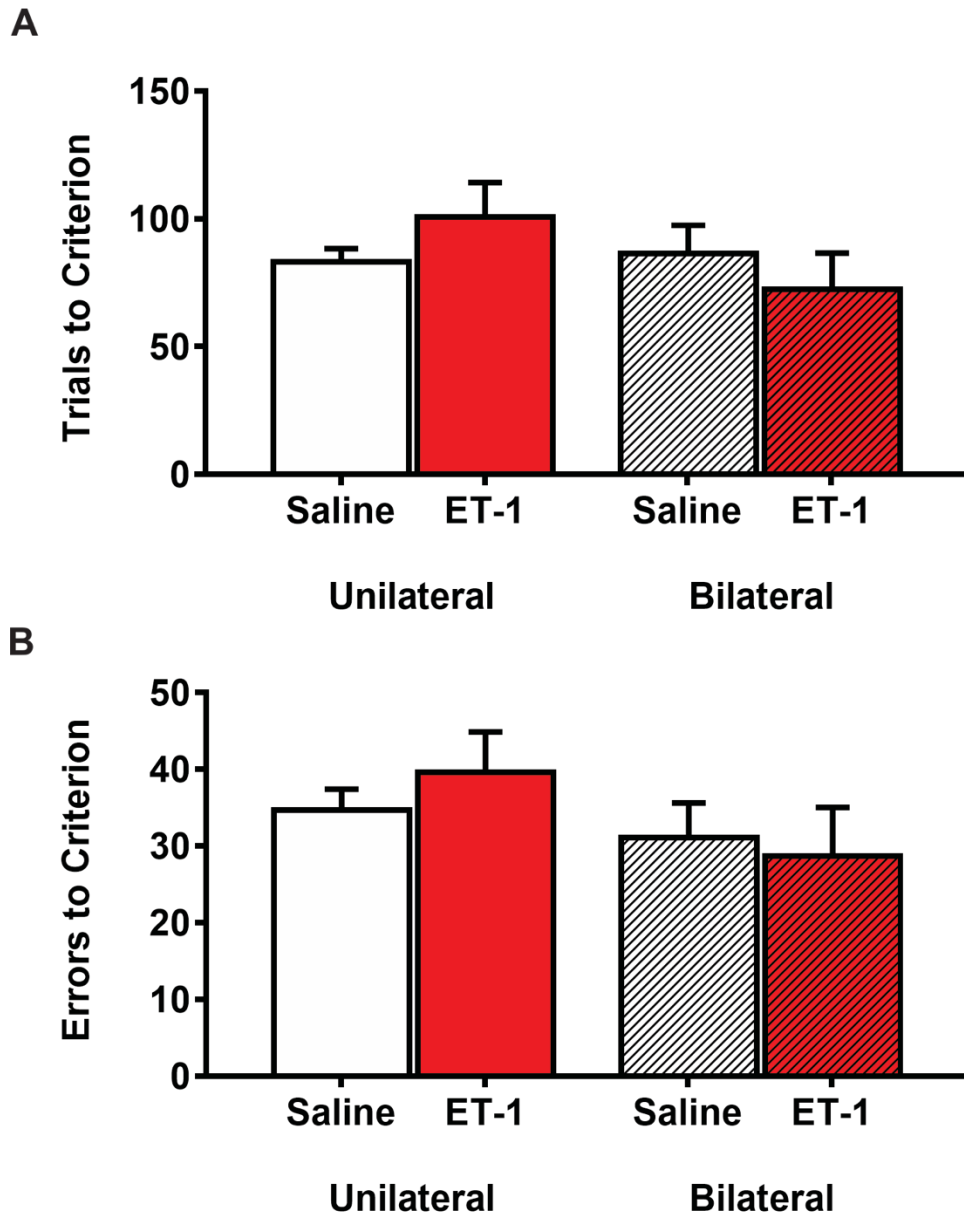 A
150
100
50
0
Trials to Criterion
Saline ET-1 Saline ET-1
Unilateral Bilateral
B
50
40
30
20
10
0
Errors to Criterion
Saline ET-1 Saline ET-1
Unilateral Bilateral